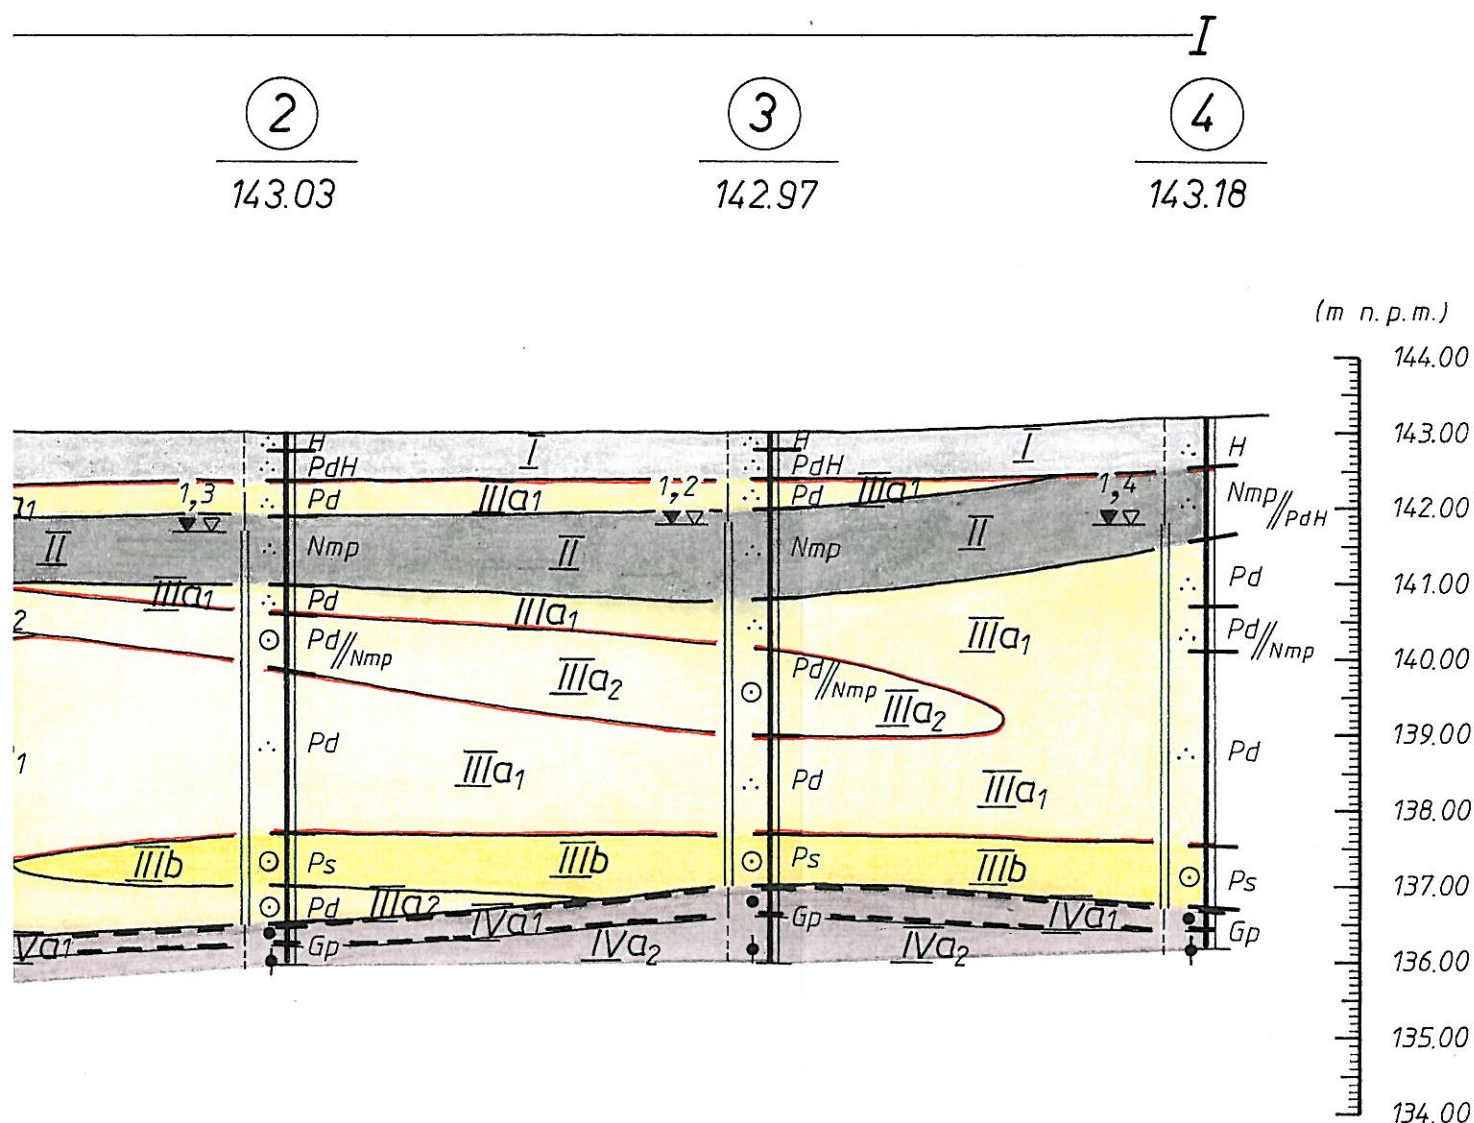 I
2 3 4
143.03 142.97 143.18
(m n.p.m.)
144.00
143.00
142.00
141.00
140.00
139.00
138.00
137.00
136.00
135.00
134.00
H I H I H
PdH PdH
1,3 Pd IIIa1 1,2 Pd IIIa1 1,4 Nmp//PdH
II Nmp II Nmp II
IIIa1 Pd IIIa1 IIIa1 Pd
2 Pd//Nmp IIIa2 Pd//Nmp IIIa2 Pd//Nmp
1 Pd IIIa1 Pd IIIa1 Pd
IIIb Ps IIIb Ps IIIb Ps
Pd IIIa2 IVa1 IVa1
IVa1 Gp IVa2 Gp IVa2 Gp